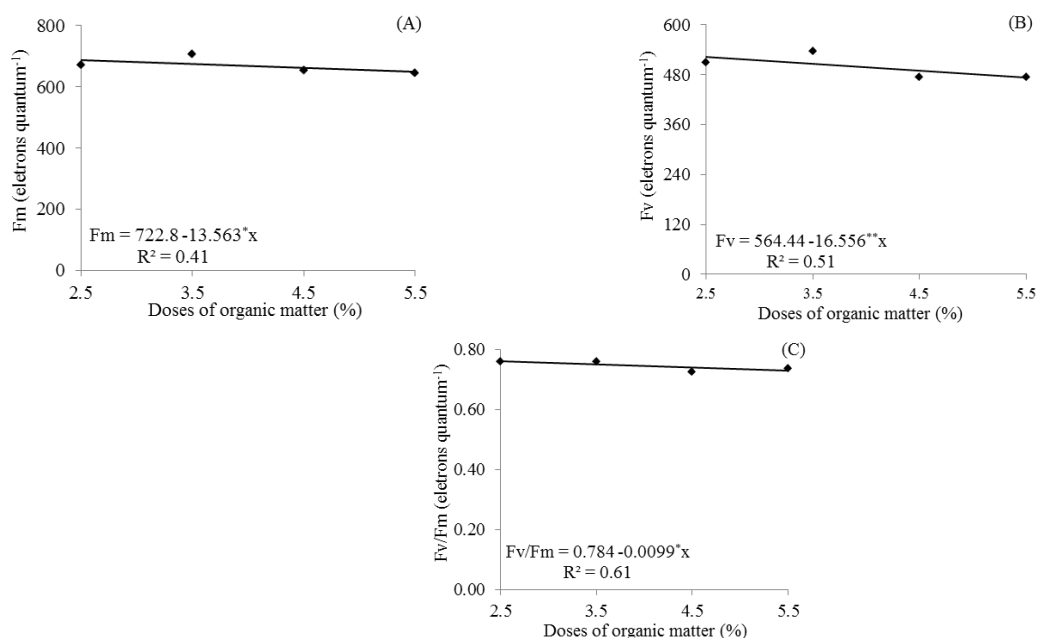 (A)
800
600
400
200
0
Fm (eletrons quantum⁻¹)
Fm = 722.8 -13.563*x
R² = 0.41
2.5 3.5 4.5 5.5
Doses of organic matter (%)
(B)
600
480
360
240
120
0
Fv (eletrons quantum⁻¹)
Fv = 564.44 -16.556**x
R² = 0.51
2.5 3.5 4.5 5.5
Doses of organic matter (%)
(C)
0.80
0.60
0.40
0.20
0.00
Fv/Fm (eletrons quantum⁻¹)
Fv/Fm = 0.784 -0.0099*x
R² = 0.61
2.5 3.5 4.5 5.5
Doses of organic matter (%)